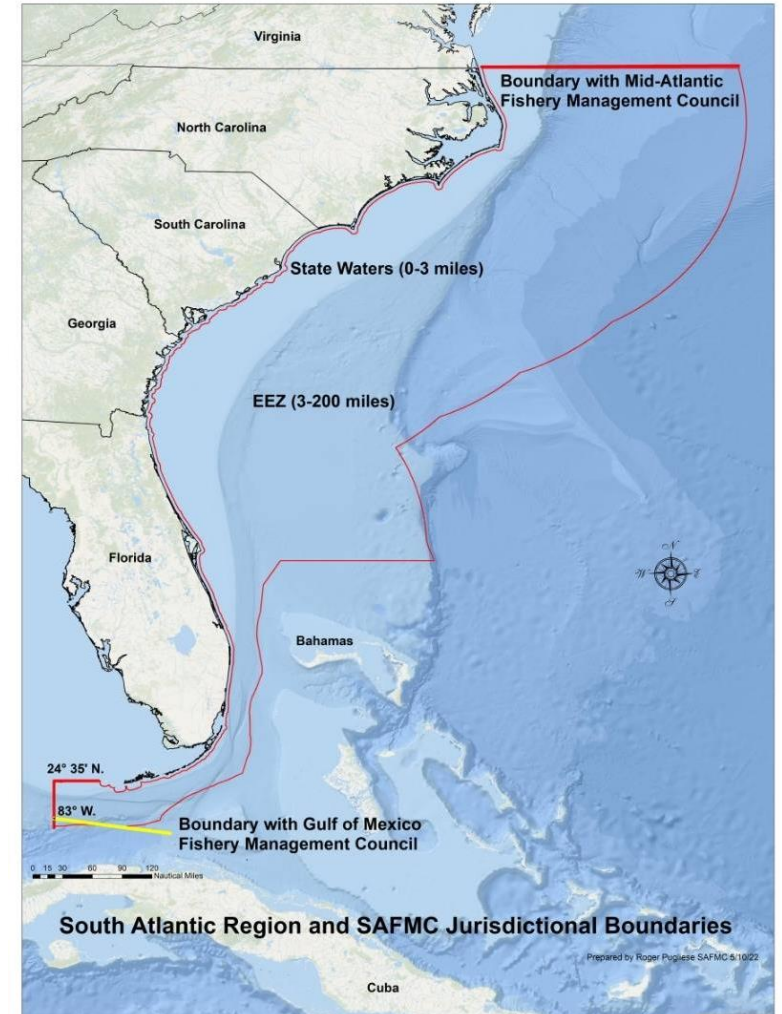 Virginia
Boundary with Mid-Atlantic
Fishery Management Council
North Carolina
South Carolina
State Waters (0-3 miles)
Georgia
EEZ (3-200 miles)
Florida
N
W
E
S
Bahamas
24° 35' N.
83° W.
Boundary with Gulf of Mexico
Fishery Management Council
0 15 30 60 90 120
Nautical Miles
South Atlantic Region and SAFMC Jurisdictional Boundaries
Prepared by Roger Pugliese SAFMC 5/10/22
Cuba